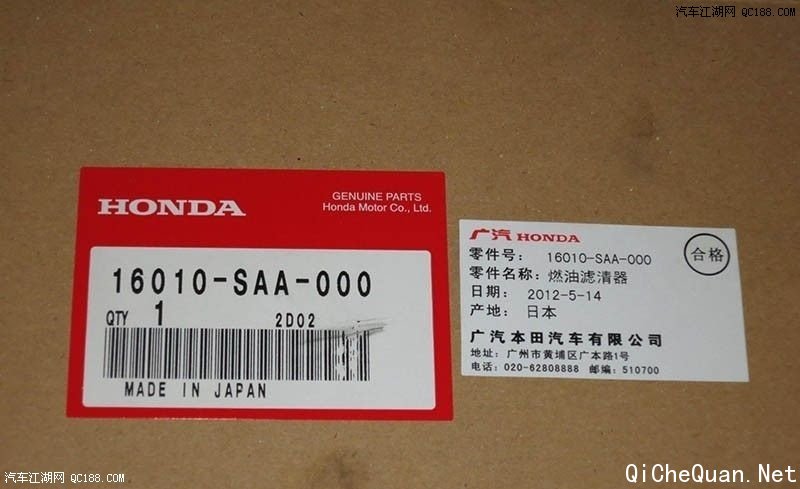 汽车江湖网 QC188.COM
HONDA
GENUINE PARTS
Honda Motor Co., Ltd.
16010-SAA-000
QTY 1 2D02
MADE IN JAPAN
广汽 HONDA
零件号: 16010-SAA-000
合格
零件名称: 燃油滤清器
日期: 2012-5-14
产地: 日本
广汽本田汽车有限公司
地址: 广州市黄埔区广本路1号
电话: 020-62808888 邮编: 510700
汽车江湖网 QC188.COM
QiCheQuan.Net